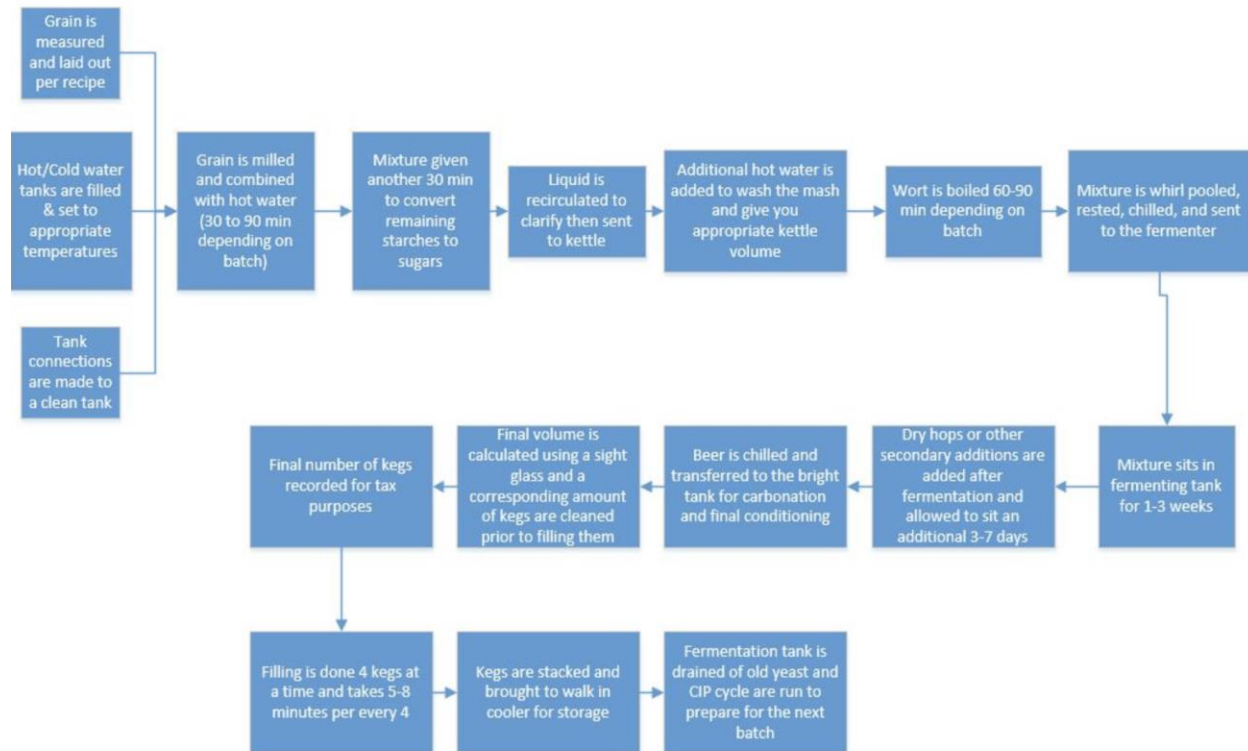 Grain is
measured
and laid out
per recipe
Hot/Cold water
tanks are filled
& set to
appropriate
temperatures
Tank
connections
are made to
a clean tank
Grain is milled
and combined
with hot water
(30 to 90 min
depending on
batch)
Mixture given
another 30 min
to convert
remaining
starches to
sugars
Liquid is
recirculated to
clarify then sent
to kettle
Additional hot water is
added to wash the mash
and give you
appropriate kettle
volume
Wort is boiled 60-90
min depending on
batch
Mixture is whirl pooled,
rested, chilled, and sent
to the fermenter
Mixture sits in
fermenting tank
for 1-3 weeks
Dry hops or other
secondary additions are
added after
fermentation and
allowed to sit an
additional 3-7 days
Beer is chilled and
transferred to the bright
tank for carbonation
and final conditioning
Final volume is
calculated using a sight
glass and a
corresponding amount
of kegs are cleaned
prior to filling them
Final number of kegs
recorded for tax
purposes
Filling is done 4 kegs at
a time and takes 5-8
minutes per every 4
Kegs are stacked and
brought to walk in
cooler for storage
Fermentation tank is
drained of old yeast and
CIP cycle are run to
prepare for the next
batch